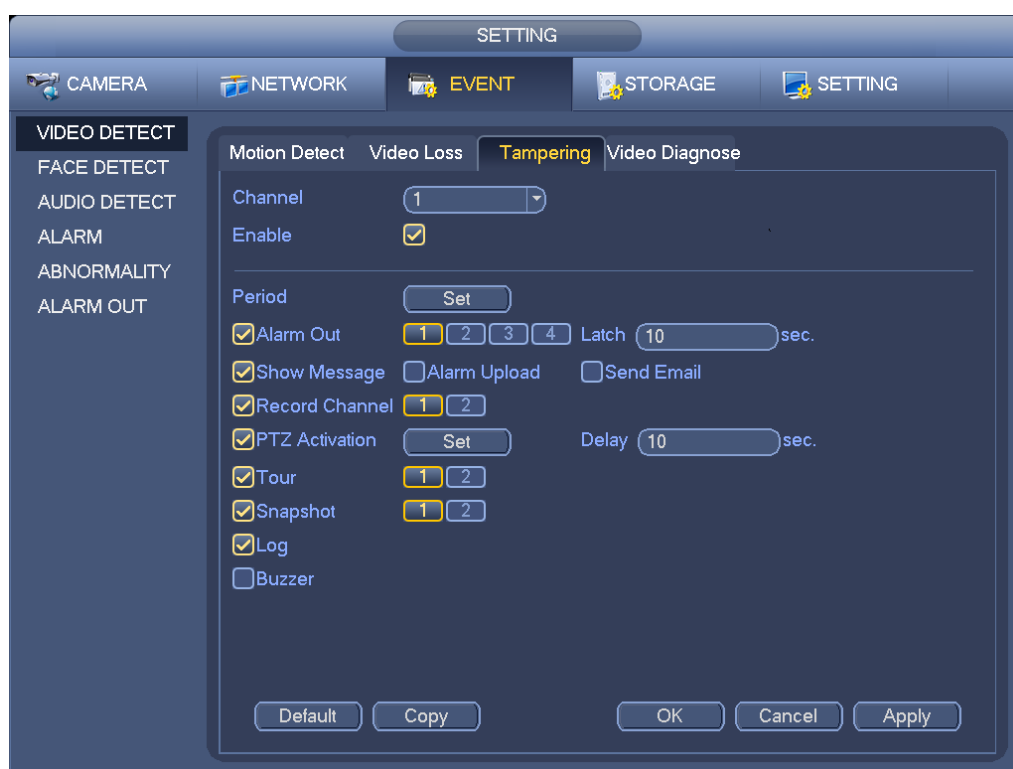 SETTING
CAMERA NETWORK EVENT STORAGE SETTING
VIDEO DETECT
FACE DETECT
AUDIO DETECT
ALARM
ABNORMALITY
ALARM OUT
Motion Detect Video Loss Tampering Video Diagnose
Channel 1
Enable
Period Set
Alarm Out 1 2 3 4 Latch 10 sec.
Show Message Alarm Upload Send Email
Record Channel 1 2
PTZ Activation Set Delay 10 sec.
Tour 1 2
Snapshot 1 2
Log
Buzzer
Default Copy OK Cancel Apply